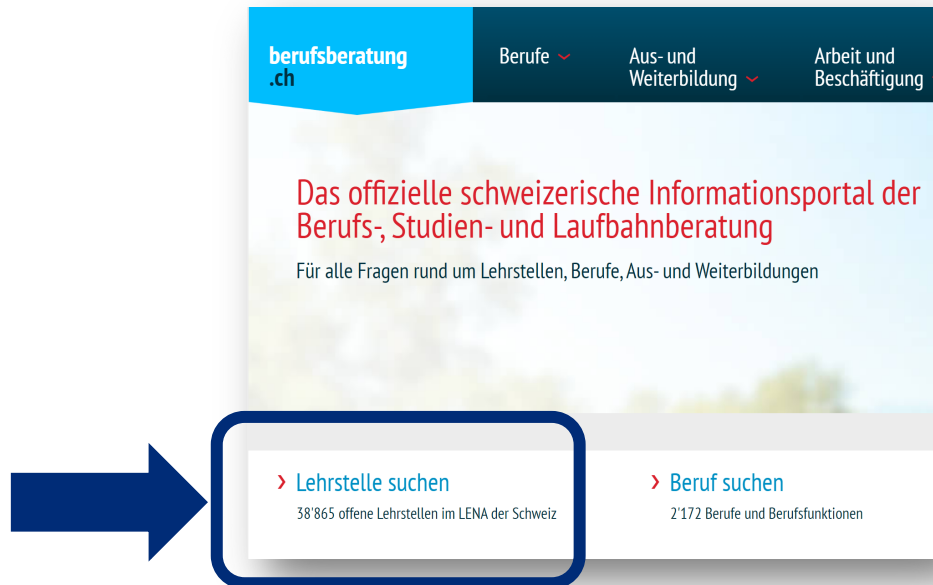 berufsberatung
.ch
Berufe
Aus- und
Weiterbildung
Arbeit und
Beschäftigung
Das offizielle schweizerische Informationsportal der
Berufs-, Studien- und Laufbahnberatung
Für alle Fragen rund um Lehrstellen, Berufe, Aus- und Weiterbildungen
Lehrstelle suchen
38'865 offene Lehrstellen im LENA der Schweiz
Beruf suchen
2'172 Berufe und Berufsfunktionen